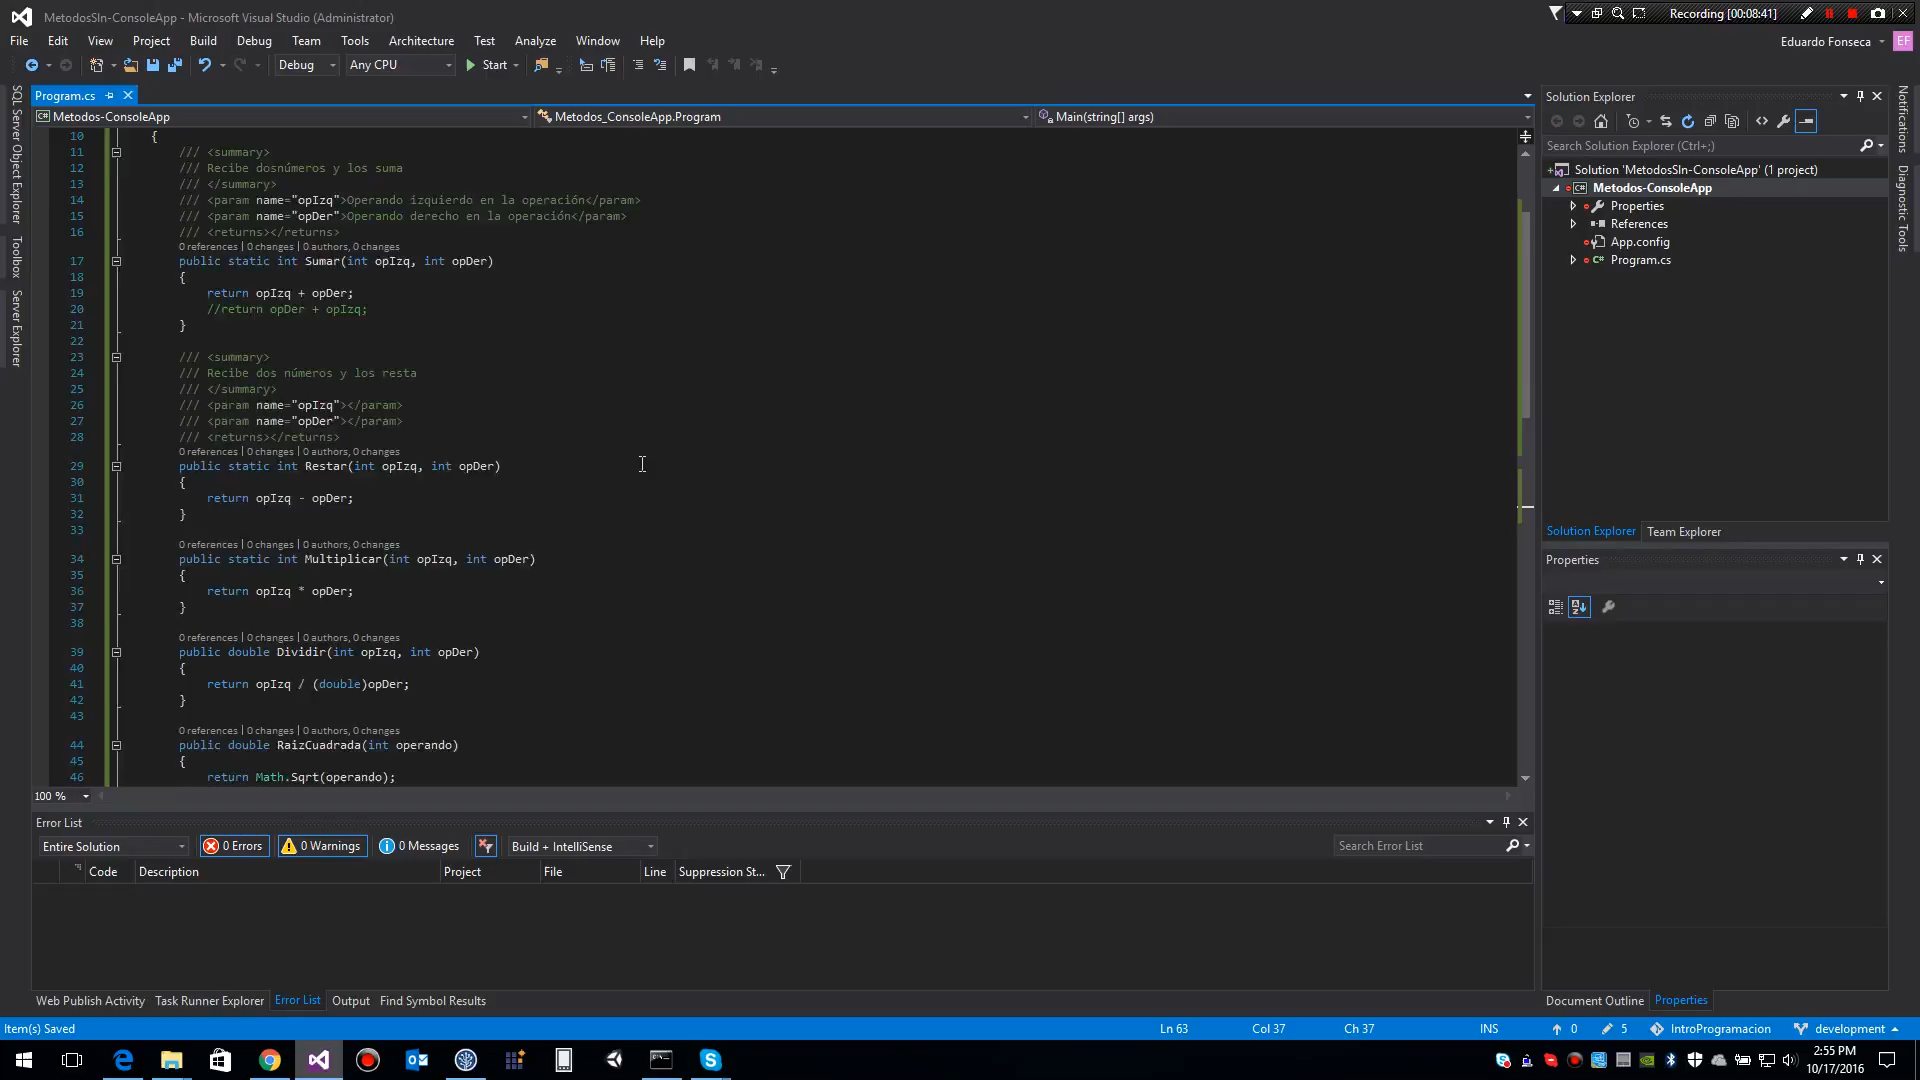 MetodosSln-ConsoleApp - Microsoft Visual Studio (Administrator)
Recording [00:08:41]
File Edit View Project Build Debug Team Tools Architecture Test Analyze Window Help
Eduardo Fonseca EF
Debug Any CPU Start
Program.cs
Metodos-ConsoleApp Metodos_ConsoleApp.Program Main(string[] args)
SQL Server Object Explorer
Toolbox
Server Explorer
10 {
11 /// <summary>
12 /// Recibe dosnúmeros y los suma
13 /// </summary>
14 /// <param name="opIzq">Operando izquierdo en la operación</param>
15 /// <param name="opDer">Operando derecho en la operación</param>
16 /// <returns></returns>
0 references | 0 changes | 0 authors, 0 changes
17 public static int Sumar(int opIzq, int opDer)
18 {
19 return opIzq + opDer;
20 //return opDer + opIzq;
21 }
22
23 /// <summary>
24 /// Recibe dos números y los resta
25 /// </summary>
26 /// <param name="opIzq"></param>
27 /// <param name="opDer"></param>
28 /// <returns></returns>
0 references | 0 changes | 0 authors, 0 changes
29 public static int Restar(int opIzq, int opDer)
30 {
31 return opIzq - opDer;
32 }
33
0 references | 0 changes | 0 authors, 0 changes
34 public static int Multiplicar(int opIzq, int opDer)
35 {
36 return opIzq * opDer;
37 }
38
0 references | 0 changes | 0 authors, 0 changes
39 public double Dividir(int opIzq, int opDer)
40 {
41 return opIzq / (double)opDer;
42 }
43
0 references | 0 changes | 0 authors, 0 changes
44 public double RaizCuadrada(int operando)
45 {
46 return Math.Sqrt(operando);
100 %
Solution Explorer
Search Solution Explorer (Ctrl+;)
Solution 'MetodosSln-ConsoleApp' (1 project)
Metodos-ConsoleApp
Properties
References
App.config
Program.cs
Solution Explorer Team Explorer
Properties
Document Outline Properties
Notifications
Diagnostic Tools
Error List
Entire Solution 0 Errors 0 Warnings 0 Messages Build + IntelliSense Search Error List
Code Description Project File Line Suppression St...
Web Publish Activity Task Runner Explorer Error List Output Find Symbol Results
Item(s) Saved Ln 63 Col 37 Ch 37 INS 0 5 IntroProgramacion development
2:55 PM
10/17/2016